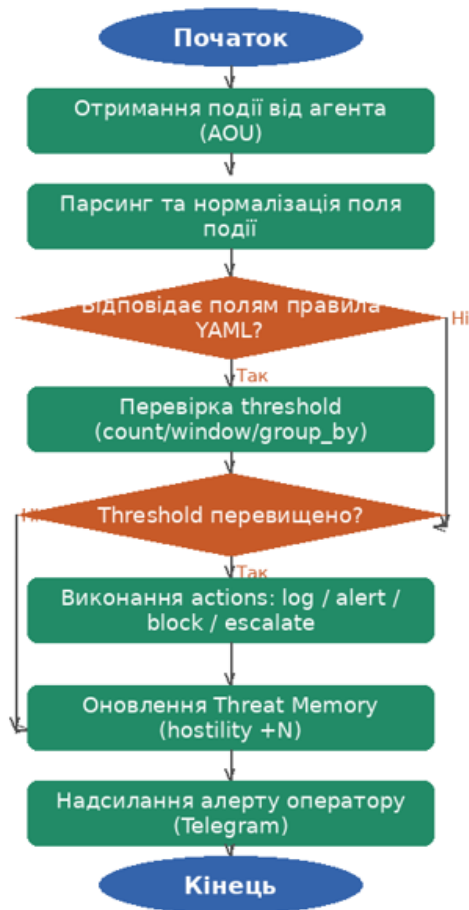 Початок
Отримання події від агента
(AOU)
Парсинг та нормалізація поля
події
Відповідає полям правила
YAML?
Ні
Так
Перевірка threshold
(count/window/group_by)
Ні
Threshold перевищено?
Так
Виконання actions: log / alert /
block / escalate
Оновлення Threat Memory
(hostility +N)
Надсилання алерту оператору
(Telegram)
Кінець